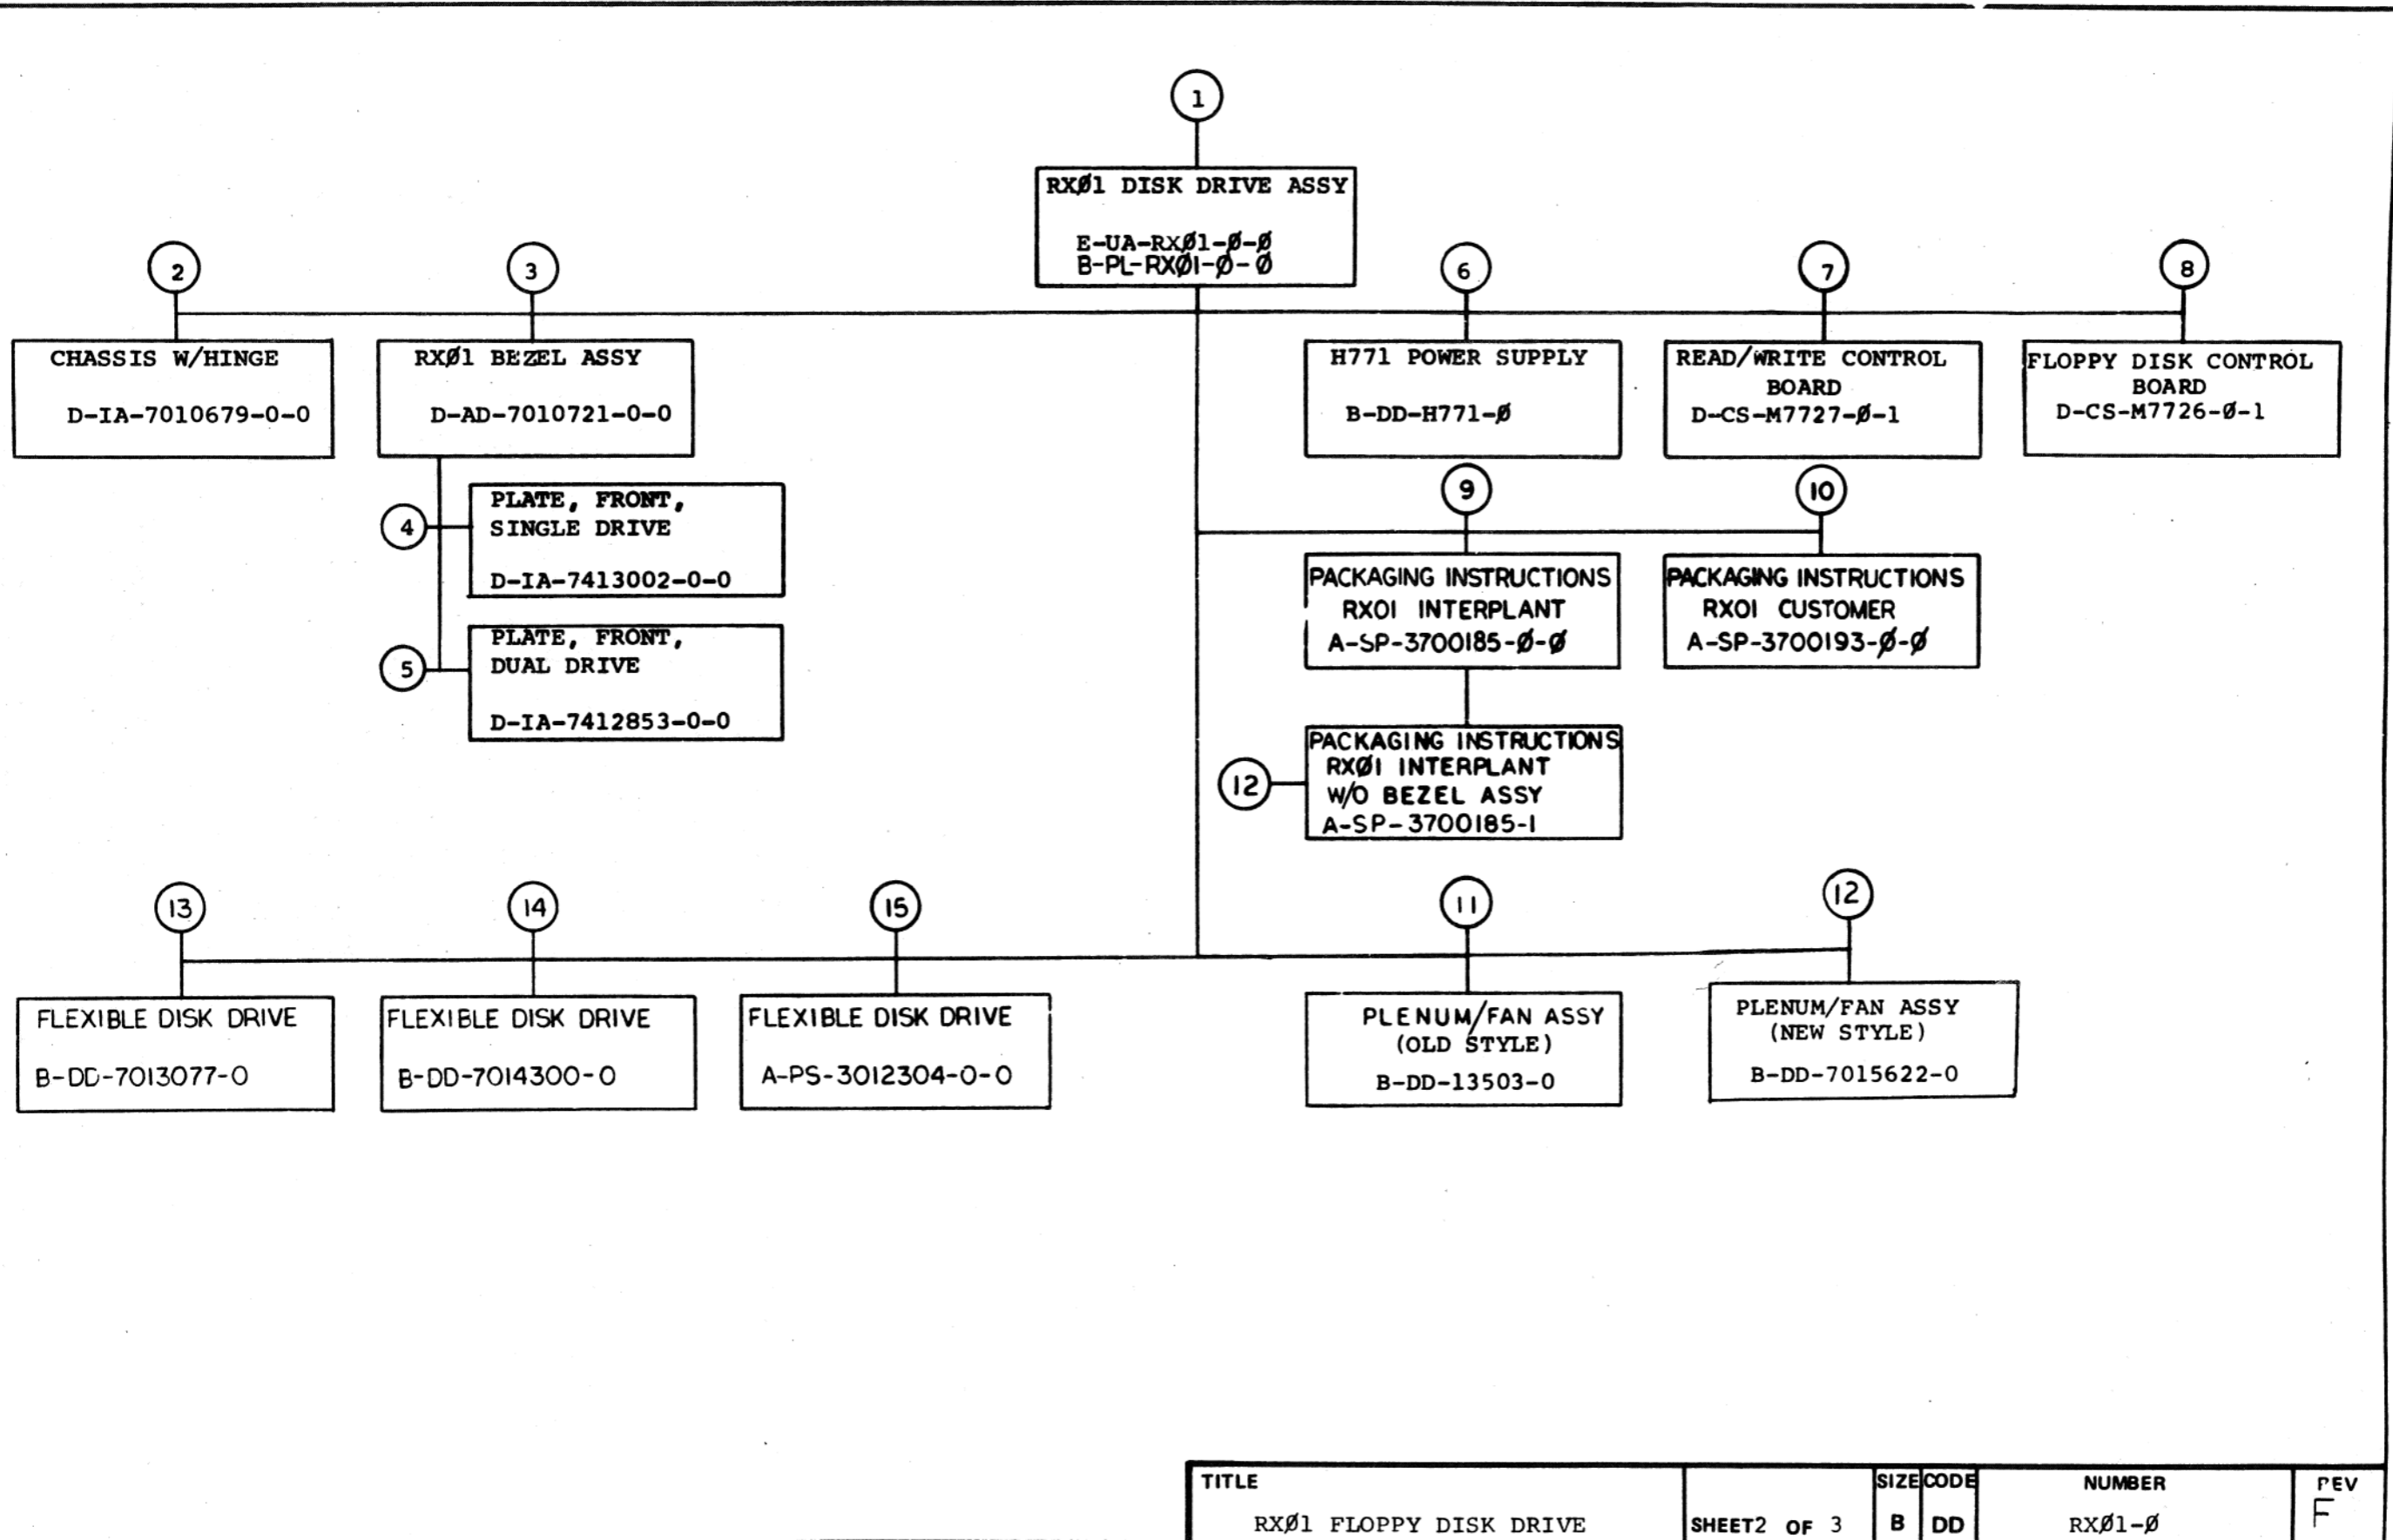 1
RXØ1 DISK DRIVE ASSY
E-UA-RXØ1-Ø-Ø
B-PL-RXØ1-Ø-Ø
2
3
6
7
8
CHASSIS W/HINGE
D-IA-7010679-0-0
RXØ1 BEZEL ASSY
D-AD-7010721-0-0
H771 POWER SUPPLY
B-DD-H771-Ø
READ/WRITE CONTROL
BOARD
D-CS-M7727-Ø-1
FLOPPY DISK CONTROL
BOARD
D-CS-M7726-Ø-1
4
PLATE, FRONT,
SINGLE DRIVE
D-IA-7413002-0-0
5
PLATE, FRONT,
DUAL DRIVE
D-IA-7412853-0-0
9
10
PACKAGING INSTRUCTIONS
RX01 INTERPLANT
A-SP-3700185-Ø-Ø
PACKAGING INSTRUCTIONS
RX01 CUSTOMER
A-SP-3700193-Ø-Ø
12
PACKAGING INSTRUCTIONS
RXØ1 INTERPLANT
W/O BEZEL ASSY
A-SP-3700185-1
13
14
15
11
12
FLEXIBLE DISK DRIVE
B-DD-7013077-0
FLEXIBLE DISK DRIVE
B-DD-7014300-0
FLEXIBLE DISK DRIVE
A-PS-3012304-0-0
PLENUM/FAN ASSY
(OLD STYLE)
B-DD-13503-0
PLENUM/FAN ASSY
(NEW STYLE)
B-DD-7015622-0
TITLE
RXØ1 FLOPPY DISK DRIVE
SHEET2 OF 3
SIZE
B
CODE
DD
NUMBER
RXØ1-Ø
REV
F